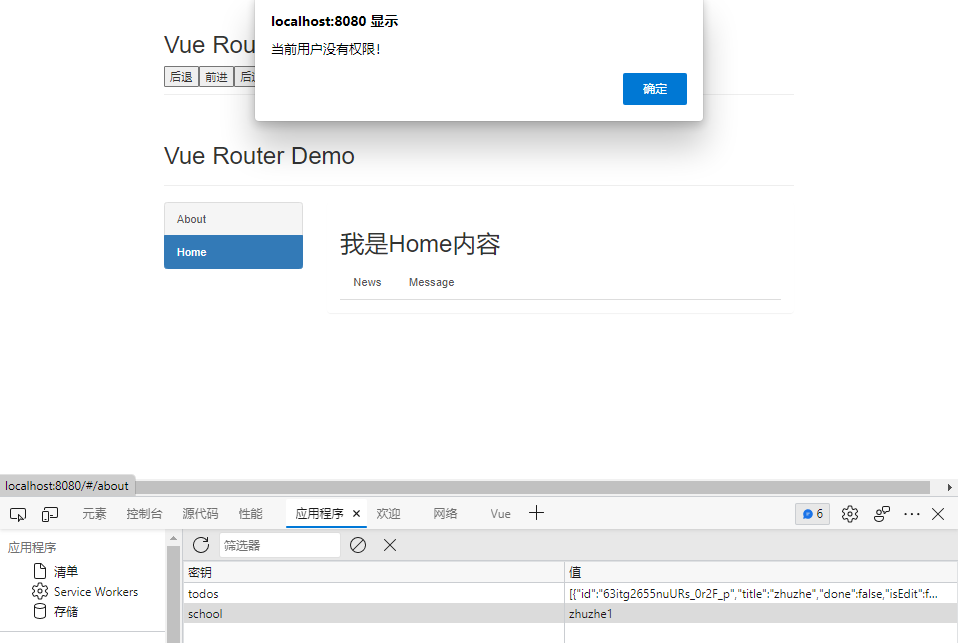 localhost:8080 显示
当前用户没有权限！
确定
Vue Rou
后退 前进
Vue Router Demo
About
Home
我是Home内容
News Message
localhost:8080/#/about
元素 控制台 源代码 性能 应用程序 欢迎 网络 Vue 6
应用程序
清单
Service Workers
存储
筛选器
密钥 值
todos [{"id":"63itg2655nuURs_0r2F_p","title":"zhuzhe","done":false,"isEdit":f...
school zhuzhe1